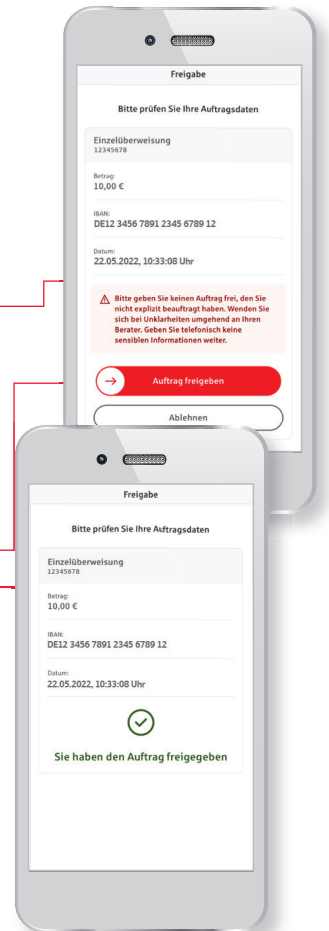 Freigabe
Bitte prüfen Sie Ihre Auftragsdaten
Einzelüberweisung
12345678
Betrag:
10,00 €
IBAN:
DE12 3456 7891 2345 6789 12
Datum:
22.05.2022, 10:33:08 Uhr
Bitte geben Sie keinen Auftrag frei, den Sie
nicht explizit beauftragt haben. Wenden Sie
sich bei Unklarheiten umgehend an Ihren
Berater. Geben Sie telefonisch keine
sensiblen Informationen weiter.
Auftrag freigeben
Ablehnen
Freigabe
Bitte prüfen Sie Ihre Auftragsdaten
Einzelüberweisung
12345678
Betrag:
10,00 €
IBAN:
DE12 3456 7891 2345 6789 12
Datum:
22.05.2022, 10:33:08 Uhr
Sie haben den Auftrag freigegeben